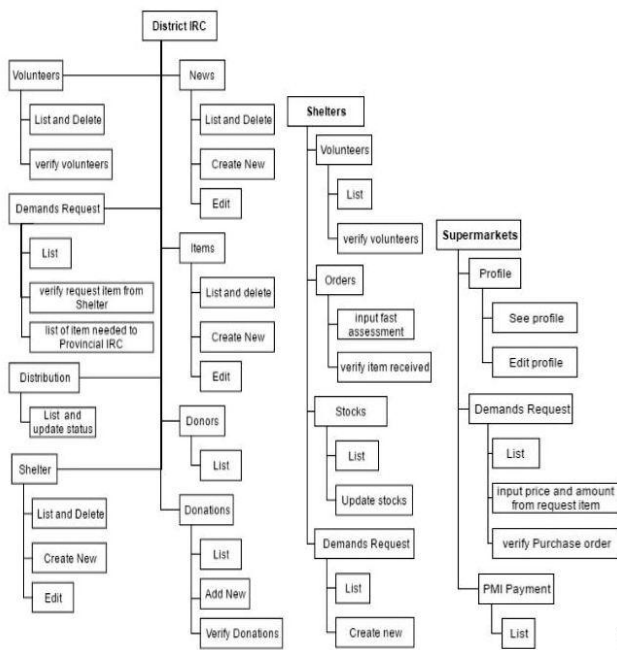 District IRC
Volunteers
List and Delete
verify volunteers
Demands Request
List
verify request item from
Shelter
list of item needed to
Provincial IRC
Distribution
List and
update status
Shelter
List and Delete
Create New
Edit
News
List and Delete
Create New
Edit
Items
List and delete
Create New
Edit
Donors
List
Donations
List
Add New
Verify Donations
Shelters
Volunteers
List
verify volunteers
Orders
input fast
assessment
verify item received
Stocks
List
Update stocks
Demands Request
List
Create new
Supermarkets
Profile
See profile
Edit profile
Demands Request
List
input price and amount
from request item
verify Purchase order
PMI Payment
List